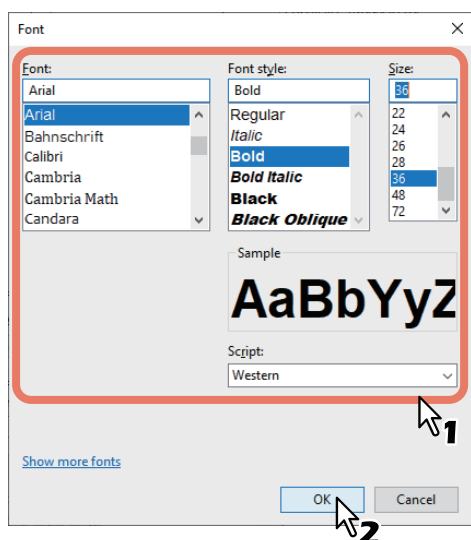 Font
Font: Font style: Size:
Arial Bold 36
Arial Regular 22
Bahnschrift Italic 24
Calibri Bold 26
Cambria Bold Italic 28
Cambria Math Black 36
Candara Black Oblique 48
72
Sample
AaBbYyZ
Script:
Western
1
Show more fonts
OK Cancel
2